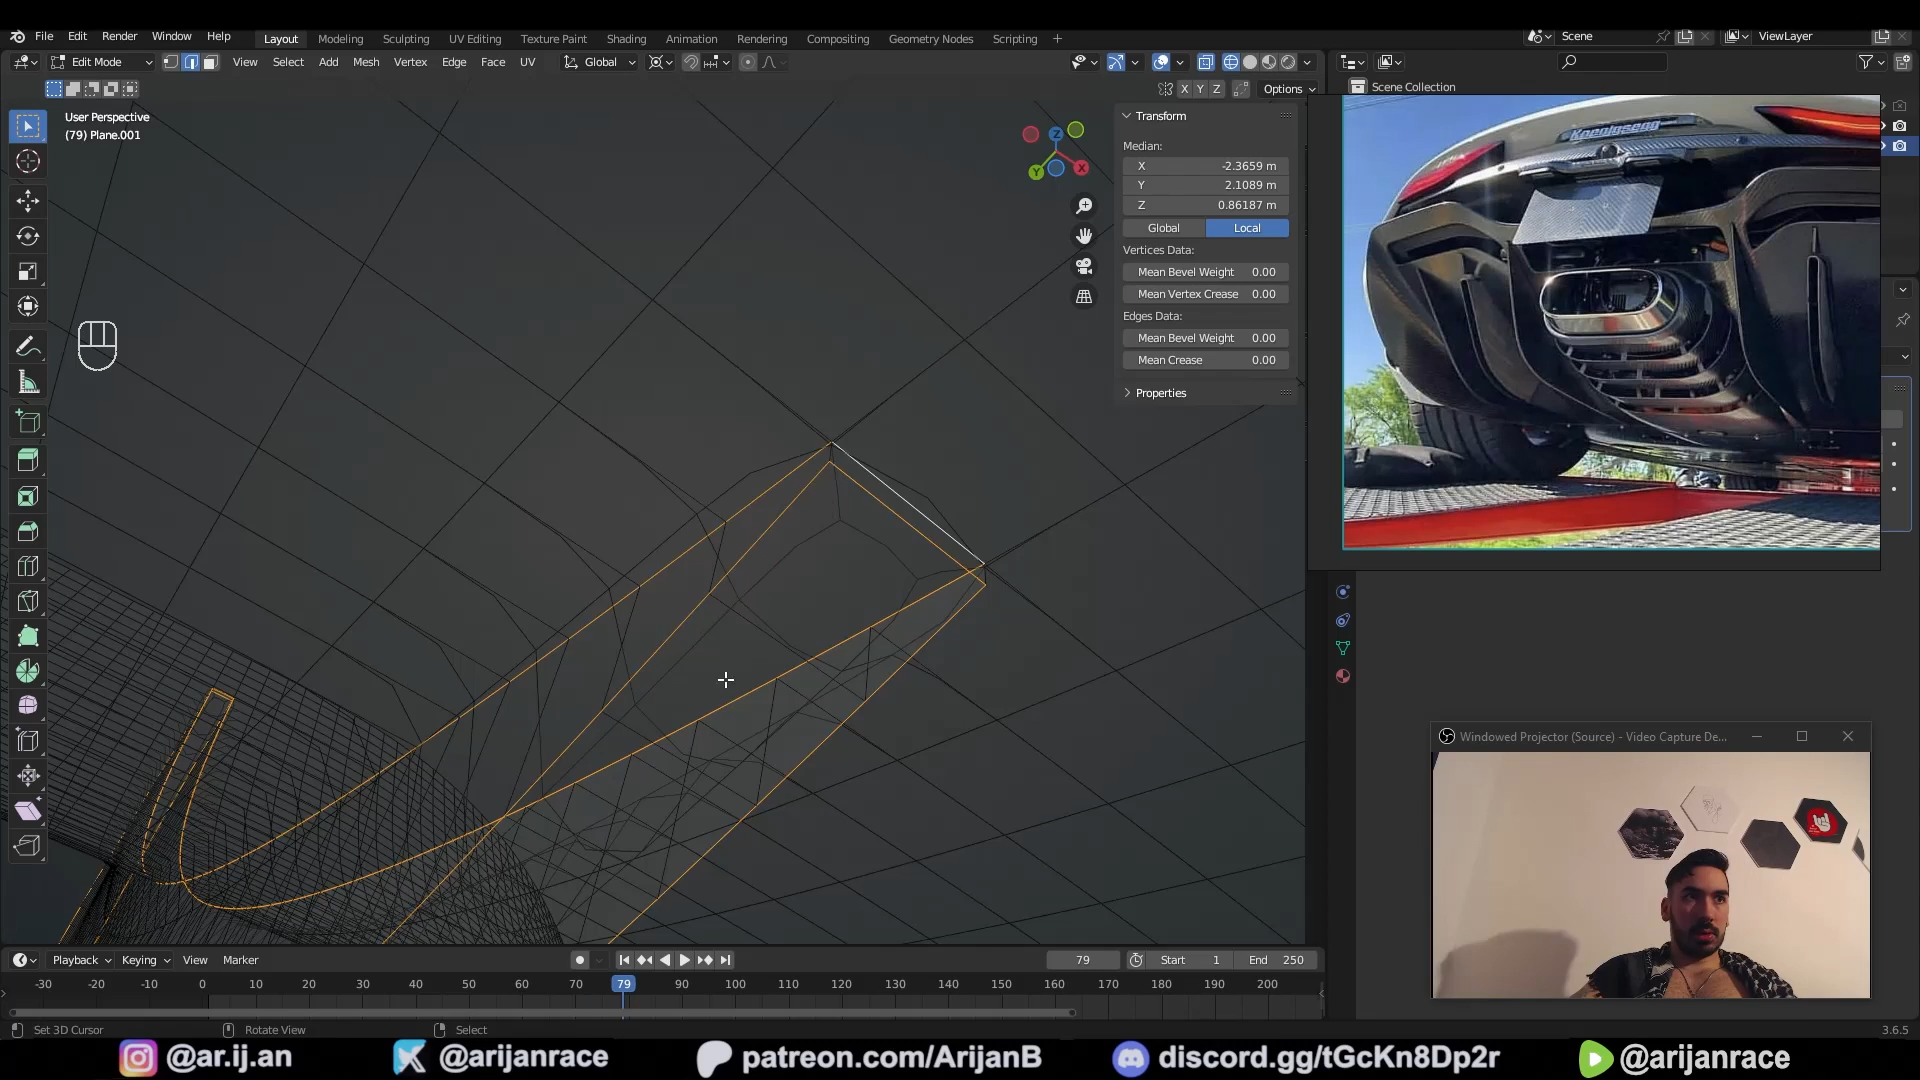 File Edit Render Window Help
Layout Modeling Sculpting UV Editing Texture Paint Shading Animation Rendering Compositing Geometry Nodes Scripting +
Scene
ViewLayer
Edit Mode
View Select Add Mesh Vertex Edge Face UV
Global
X Y Z
Options
Scene Collection
User Perspective
(79) Plane.001
Z
Y
X
Transform
Median:
X -2.3659 m
Y 2.1089 m
Z 0.86187 m
Global Local
Vertices Data:
Mean Bevel Weight 0.00
Mean Vertex Crease 0.00
Edges Data:
Mean Bevel Weight 0.00
Mean Crease 0.00
Properties
Koenigsegg
Windowed Projector (Source) - Video Capture De...
Playback Keying View Marker
79
Start 1
End 250
-30 -20 -10 0 10 20 30 40 50 60 70 79 80 90 100 110 120 130 140 150 160 170 180 190 200
Set 3D Cursor Rotate View Select
3.6.5
@ar.ij.an @arijanrace patreon.com/ArijanB discord.gg/tGcKn8Dp2r @arijanrace